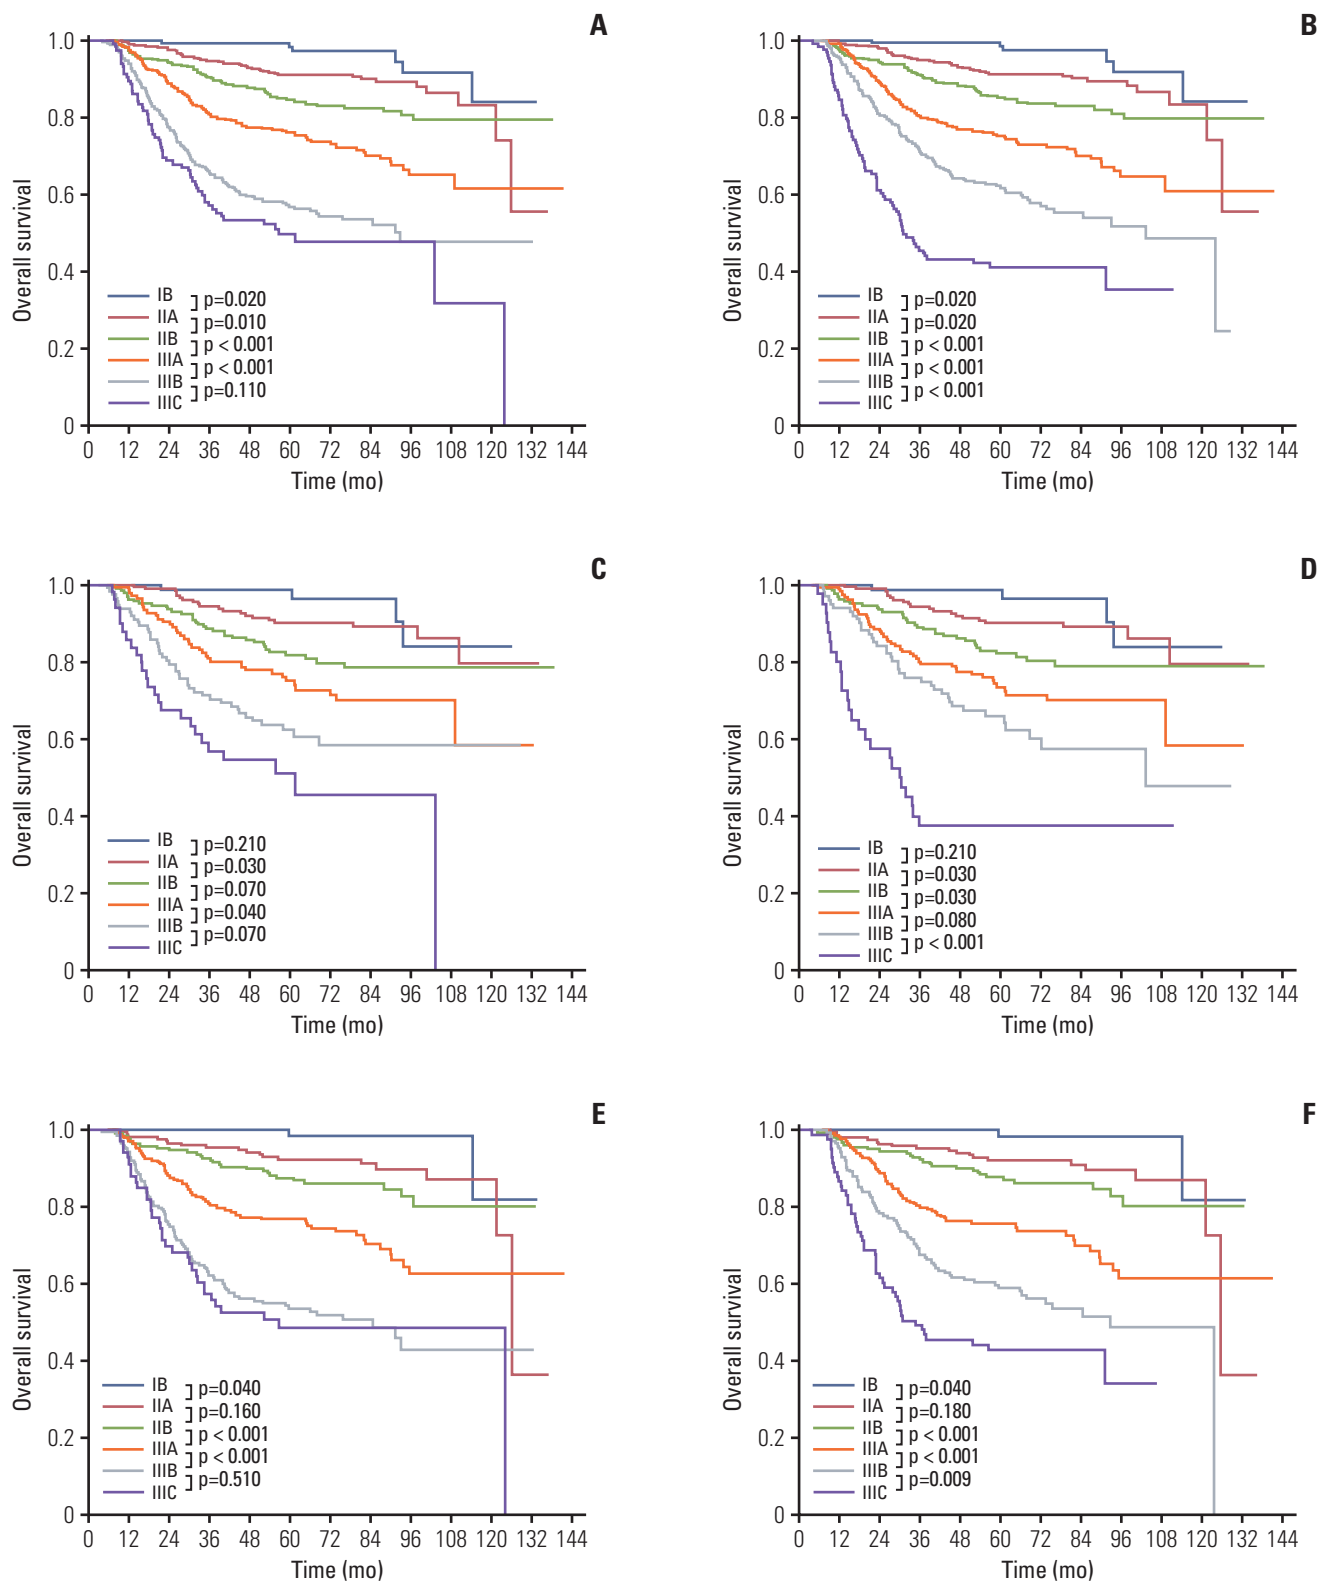 A
Overall survival
1.0
0.8
0.6
0.4
0.2
0
IB
IIA
IIB
IIIA
IIIB
IIIC
p=0.020
p=0.010
p < 0.001
p < 0.001
p=0.110
0 12 24 36 48 60 72 84 96 108 120 132 144
Time (mo)
B
Overall survival
1.0
0.8
0.6
0.4
0.2
0
IB
IIA
IIB
IIIA
IIIB
IIIC
p=0.020
p=0.020
p < 0.001
p < 0.001
p < 0.001
0 12 24 36 48 60 72 84 96 108 120 132 144
Time (mo)
C
Overall survival
1.0
0.8
0.6
0.4
0.2
0
IB
IIA
IIB
IIIA
IIIB
IIIC
p=0.210
p=0.030
p=0.070
p=0.040
p=0.070
0 12 24 36 48 60 72 84 96 108 120 132 144
Time (mo)
D
Overall survival
1.0
0.8
0.6
0.4
0.2
0
IB
IIA
IIB
IIIA
IIIB
IIIC
p=0.210
p=0.030
p=0.030
p=0.080
p < 0.001
0 12 24 36 48 60 72 84 96 108 120 132 144
Time (mo)
E
Overall survival
1.0
0.8
0.6
0.4
0.2
0
IB
IIA
IIB
IIIA
IIIB
IIIC
p=0.040
p=0.160
p < 0.001
p < 0.001
p=0.510
0 12 24 36 48 60 72 84 96 108 120 132 144
Time (mo)
F
Overall survival
1.0
0.8
0.6
0.4
0.2
0
IB
IIA
IIB
IIIA
IIIB
IIIC
p=0.040
p=0.180
p < 0.001
p < 0.001
p=0.009
0 12 24 36 48 60 72 84 96 108 120 132 144
Time (mo)